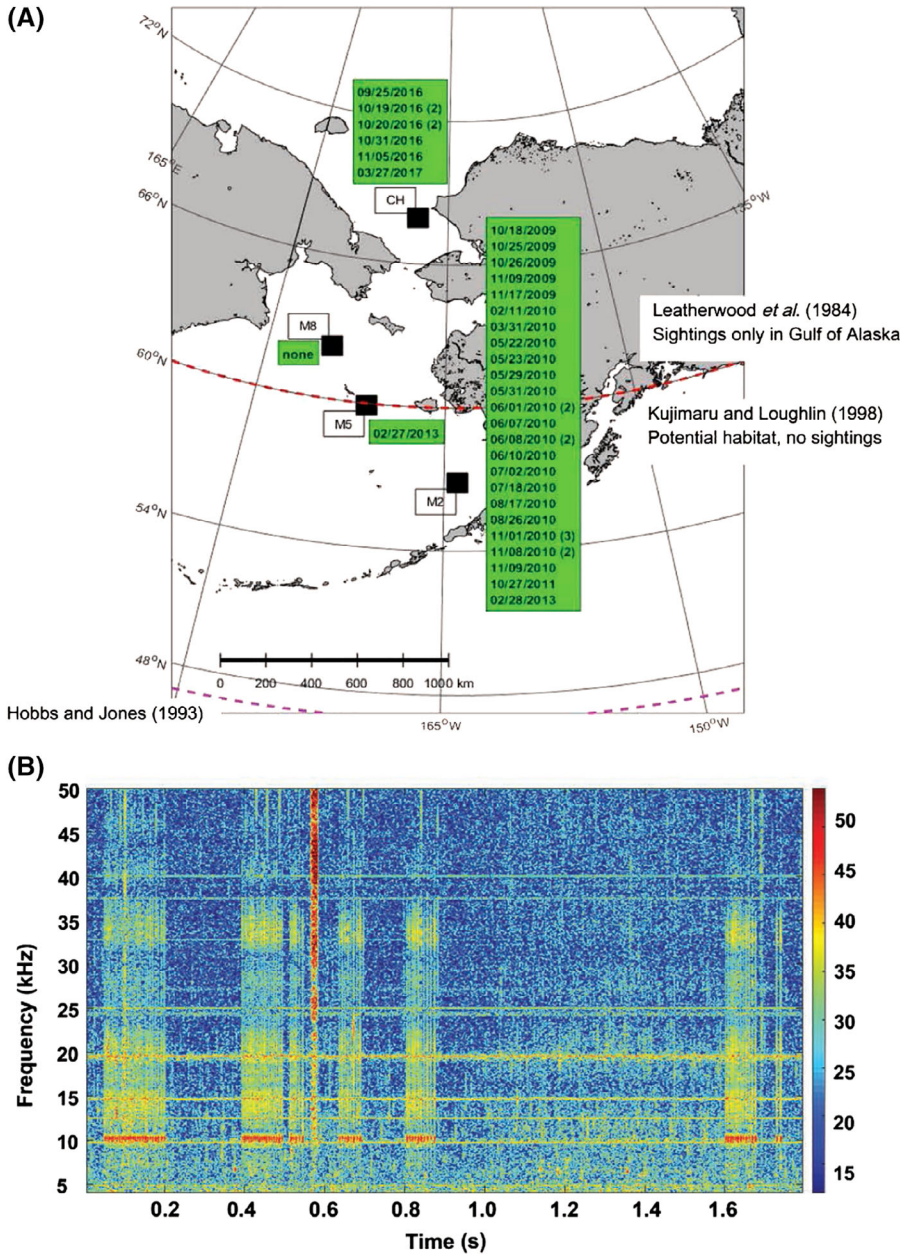 (A)
72°N
165°E
66°N
60°N
54°N
48°N
165°W
150°W
135°W
09/25/2016
10/19/2016 (2)
10/20/2016 (2)
10/31/2016
11/05/2016
03/27/2017
CH
10/18/2009
10/25/2009
10/26/2009
11/09/2009
11/17/2009
02/11/2010
03/31/2010
05/22/2010
05/23/2010
05/29/2010
05/31/2010
06/01/2010 (2)
06/07/2010
06/08/2010 (2)
06/10/2010
07/02/2010
07/18/2010
08/17/2010
08/26/2010
11/01/2010 (3)
11/08/2010 (2)
11/09/2010
10/27/2011
02/28/2013
M8
none
M5
02/27/2013
M2
Leatherwood et al. (1984)
Sightings only in Gulf of Alaska
Kujimaru and Loughlin (1998)
Potential habitat, no sightings
0 200 400 600 800 1000 km
Hobbs and Jones (1993)
(B)
Frequency (kHz)
50
45
40
35
30
25
20
15
10
5
0.2 0.4 0.6 0.8 1.0 1.2 1.4 1.6
Time (s)
50
45
40
35
30
25
20
15